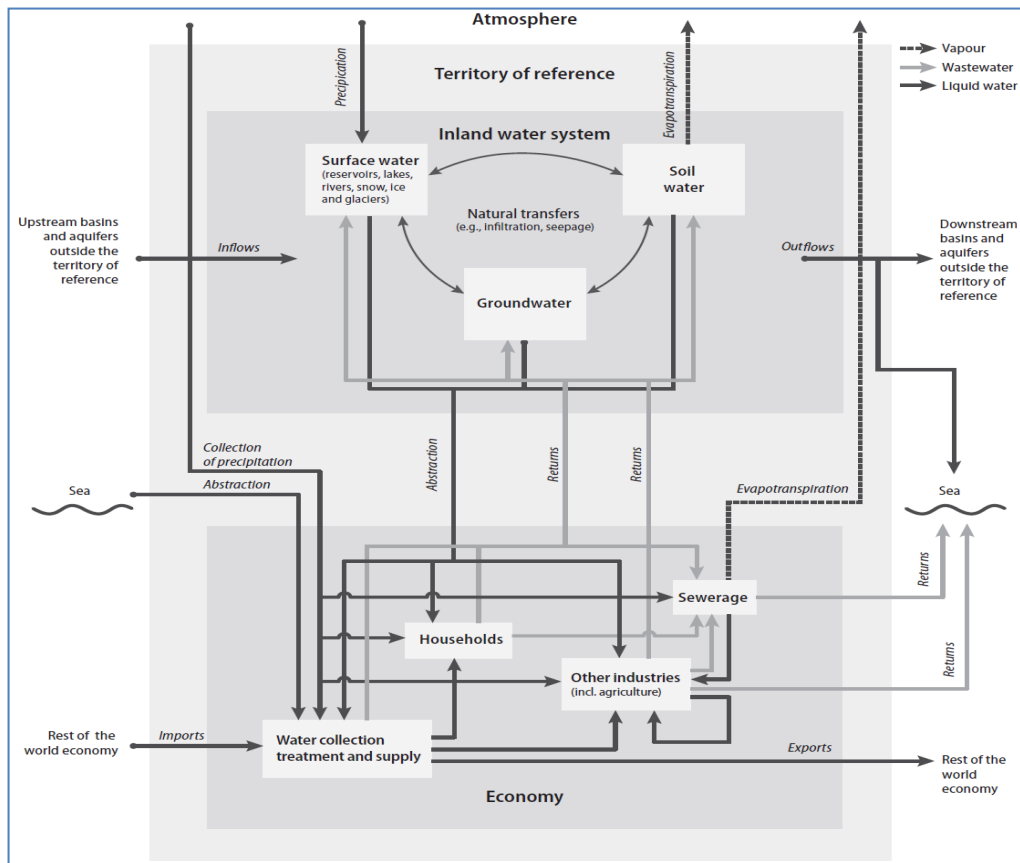 Atmosphere
Vapour
Wastewater
Liquid water
Precipication
Evapotranspiration
Territory of reference
Inland water system
Surface water
(reservoirs, lakes,
rivers, snow, ice
and glaciers)
Soil
water
Natural transfers
(e.g., infiltration, seepage)
Groundwater
Upstream basins
and aquifers
outside the
territory of
reference
Inflows
Outflows
Downstream
basins and
aquifers
outside the
territory of
reference
Collection
of precipitation
Abstraction
Sea
Abstraction
Returns
Returns
Evapotranspiration
Sea
Returns
Returns
Sewerage
Households
Other industries
(incl. agriculture)
Rest of the
world economy
Imports
Water collection
treatment and supply
Exports
Rest of the
world
economy
Economy